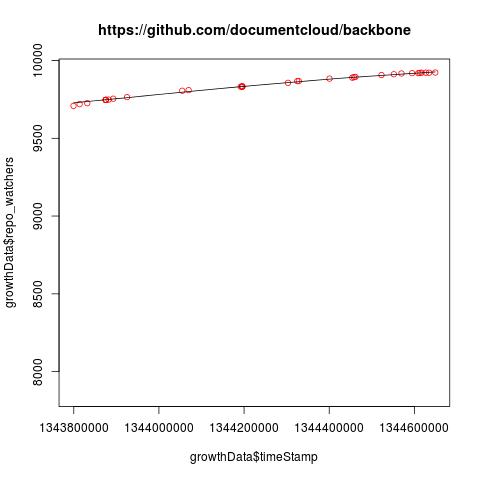 https://github.com/documentcloud/backbone
10000
9500
9000
8500
8000
growthData$repo_watchers
1343800000 1344000000 1344200000 1344400000 1344600000
growthData$timeStamp